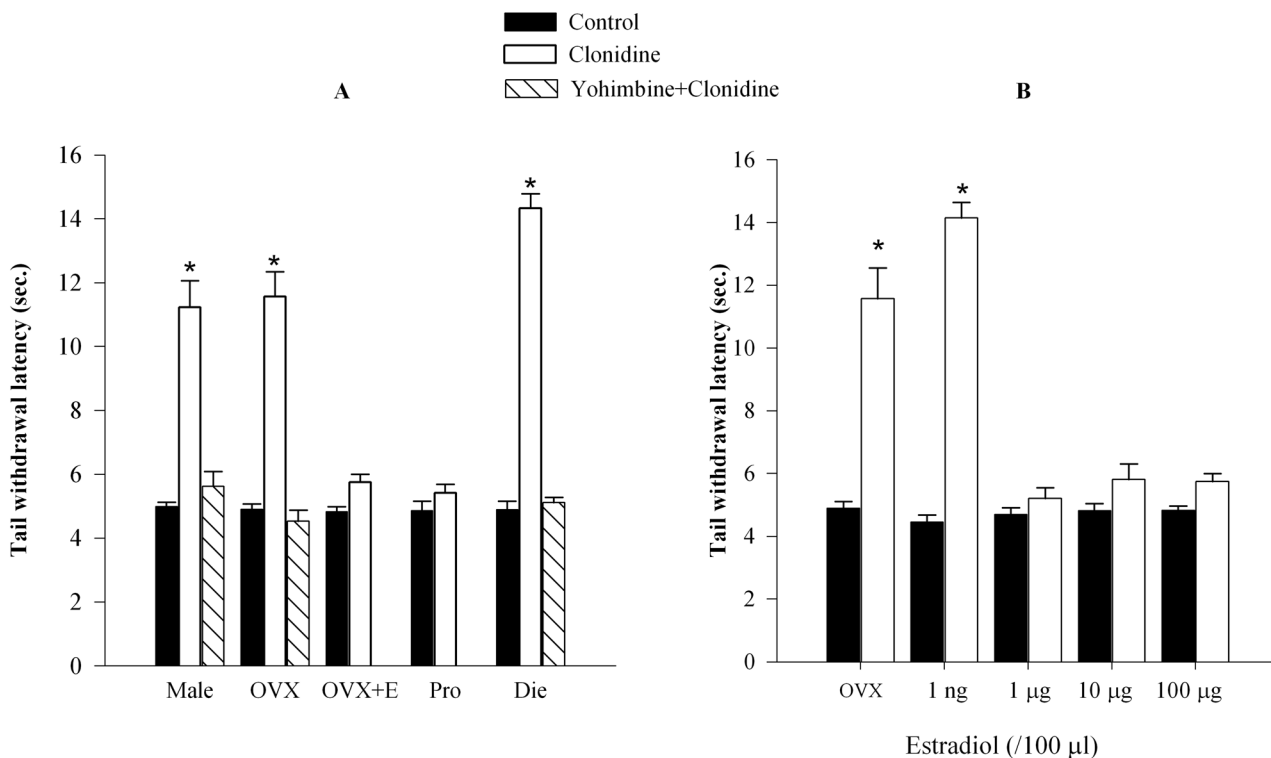 Control
Clonidine
Yohimbine+Clonidine
A
B
Tail withdrawal latency (sec.)
16
14
12
10
8
6
4
2
0
*
*
*
Male OVX OVX+E Pro Die
Tail withdrawal latency (sec.)
16
14
12
10
8
6
4
2
0
*
*
OVX 1 ng 1 µg 10 µg 100 µg
Estradiol (/100 µl)